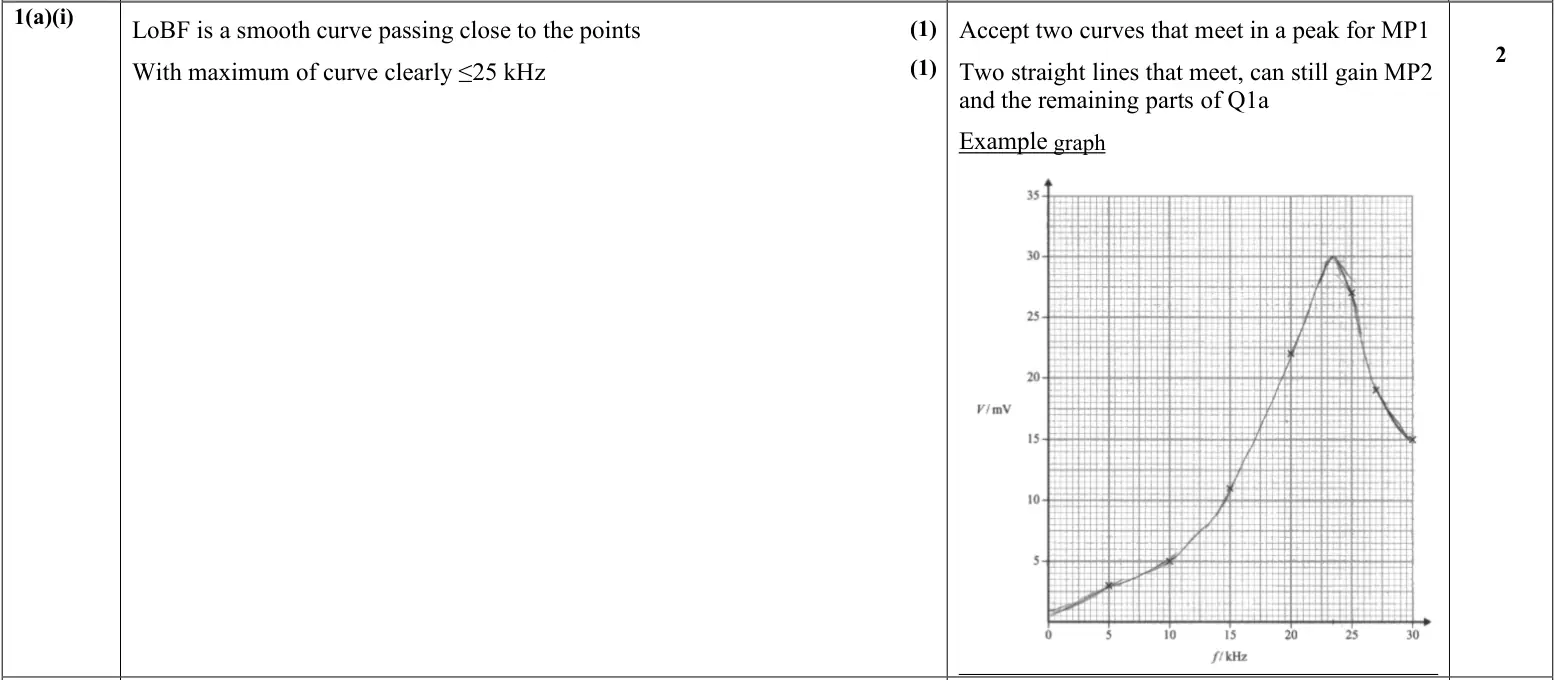 1(a)(i)
LoBF is a smooth curve passing close to the points (1)
With maximum of curve clearly ≤25 kHz (1)
Accept two curves that meet in a peak for MP1
Two straight lines that meet, can still gain MP2
and the remaining parts of Q1a
Example graph
2
35
30
25
20
V/mV
15
10
5
0 5 10 15 20 25 30
f/kHz